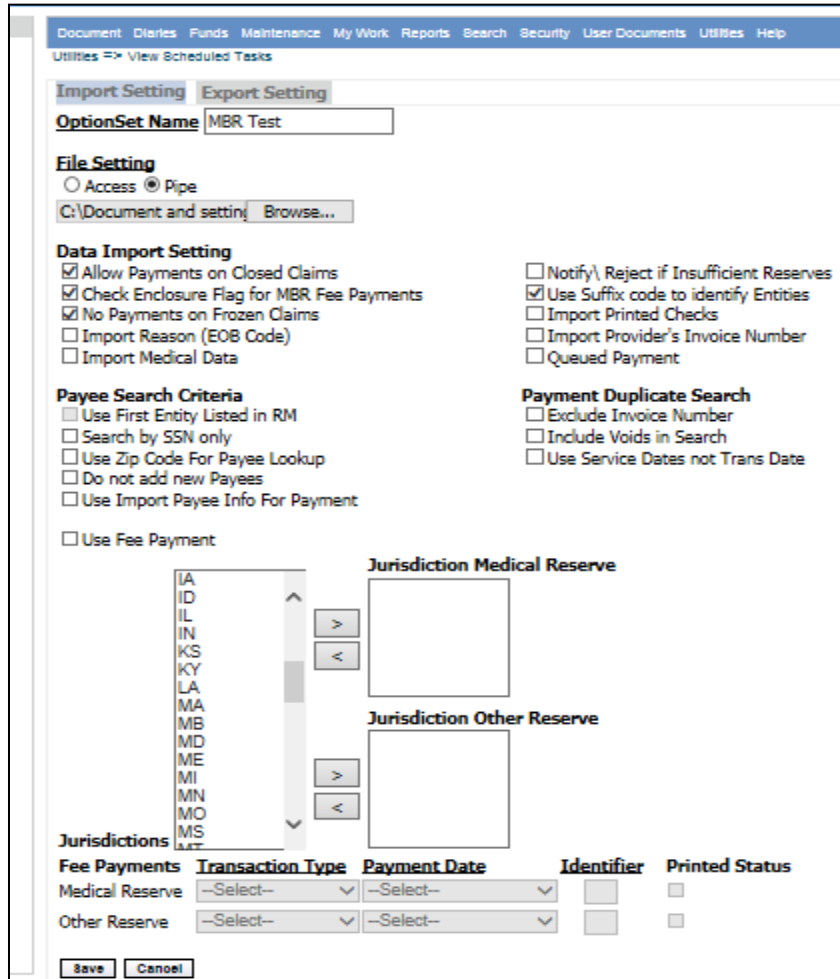 Document Diaries Funds Maintenance My Work Reports Search Security User Documents Utilities Help
Utilities => View Scheduled Tasks
Import Setting Export Setting
OptionSet Name MBR Test
File Setting
Access Pipe
C:\Document and setting Browse...
Data Import Setting
Allow Payments on Closed Claims
Check Enclosure Flag for MBR Fee Payments
No Payments on Frozen Claims
Import Reason (EOB Code)
Import Medical Data
Notify\ Reject if Insufficient Reserves
Use Suffix code to identify Entities
Import Printed Checks
Import Provider's Invoice Number
Queued Payment
Payee Search Criteria
Use First Entity Listed in RM
Search by SSN only
Use Zip Code For Payee Lookup
Do not add new Payees
Use Import Payee Info For Payment
Payment Duplicate Search
Exclude Invoice Number
Include Voids in Search
Use Service Dates not Trans Date
Use Fee Payment
Jurisdictions
IA
ID
IL
IN
KS
KY
LA
MA
MB
MD
ME
MI
MN
MO
MS
MT
>
<
Jurisdiction Medical Reserve
>
<
Jurisdiction Other Reserve
Fee Payments Transaction Type Payment Date Identifier Printed Status
Medical Reserve --Select-- --Select--
Other Reserve --Select-- --Select--
Save Cancel